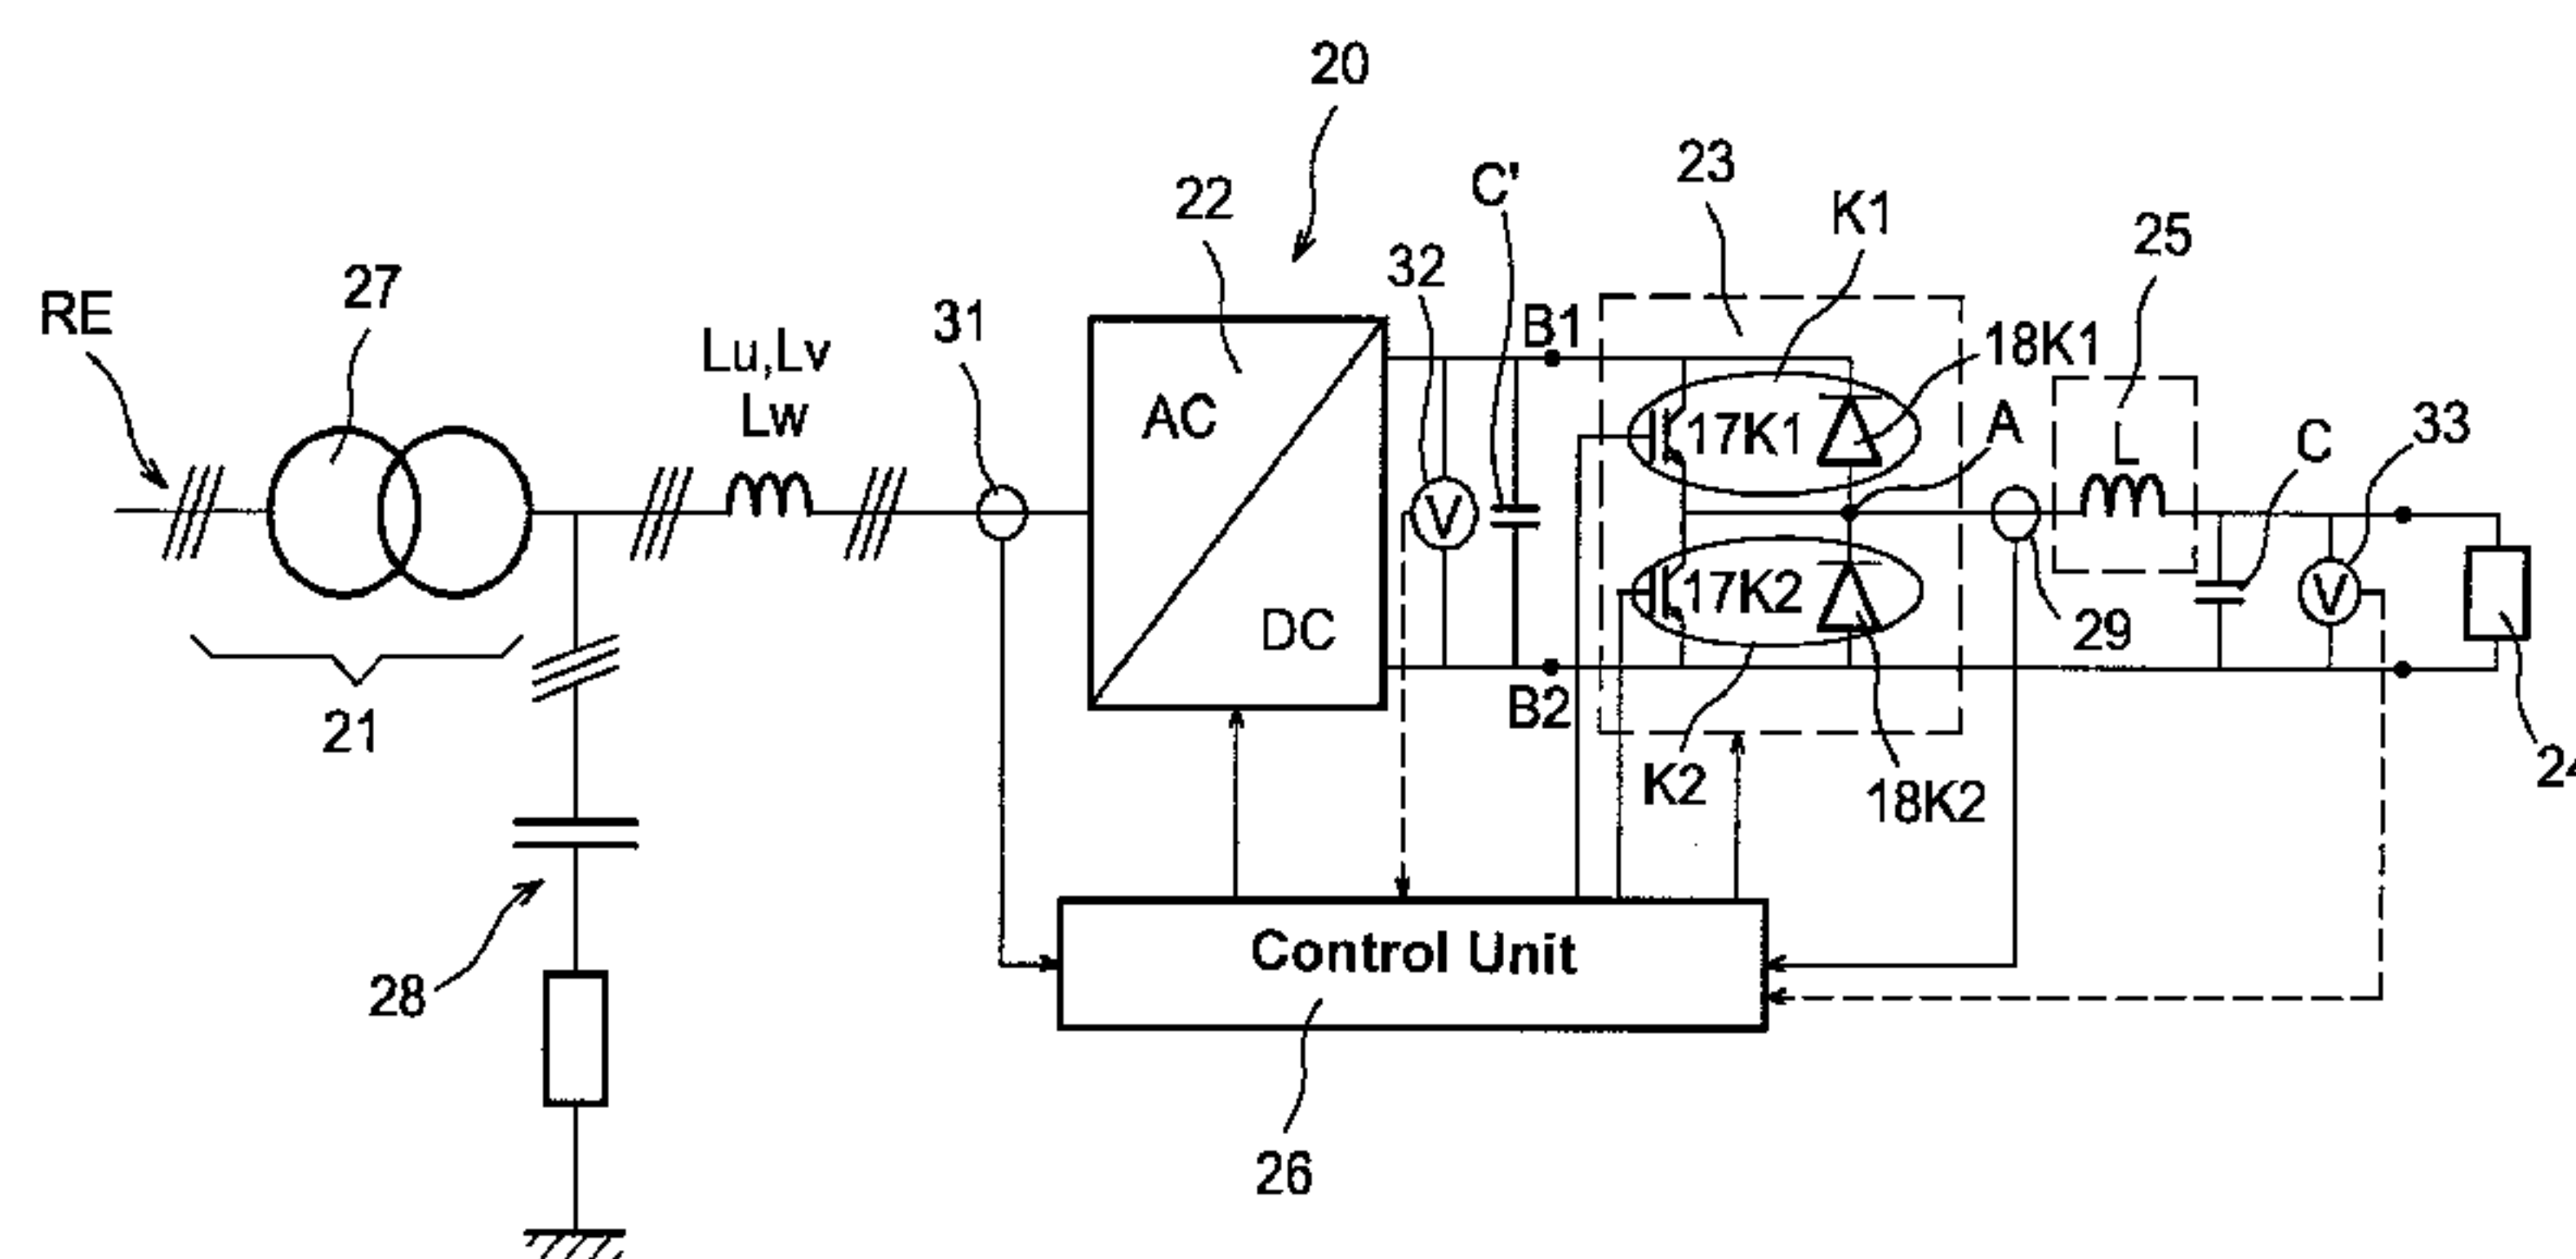 20
23
C'
22
K1
25
32
27
RE
31
B1
18K1
Lu,Lv
Lw
A
33
AC
17K1
L
C
V
17K2
V
DC
29
21
B2
K2
18K2
Control Unit
28
26